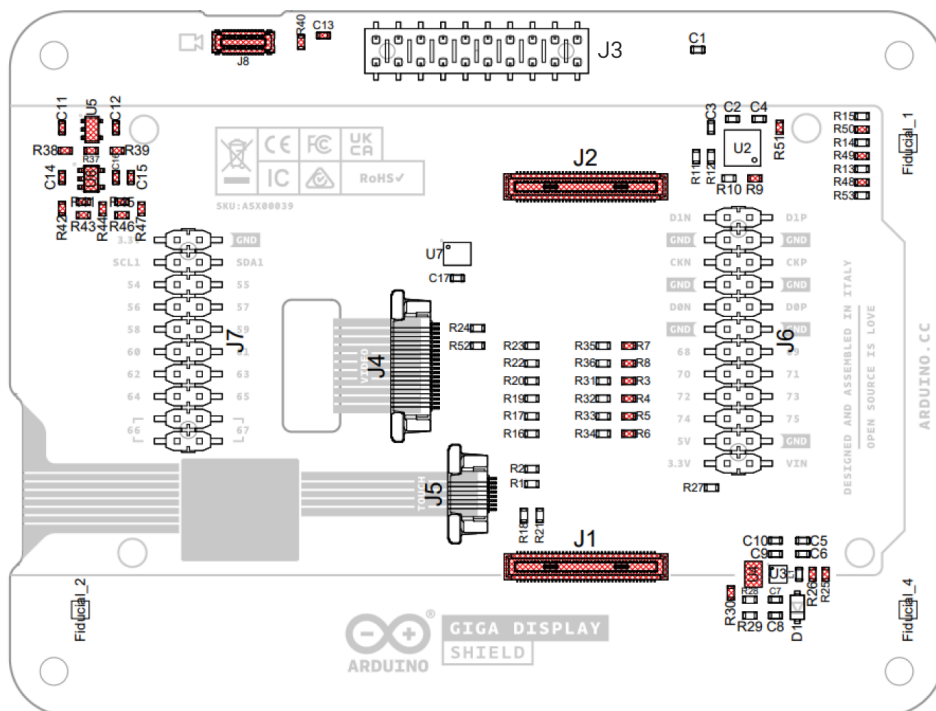 C13
R40
J8
J3
C1
C11
U5
C12
R38
R37
R39
C14
C16
C15
R42
R43
R44
R46
R47
CE
FC
UK
CA
IC
RoHS✓
SKU:ASX00039
J2
C3
C2
C4
U2
R51
R11
R12
R10
R9
R15
R50
R14
R49
R13
R48
R53
Fiducial_1
U7
C17
GND
SCL1
SDA1
54
55
56
57
58
59
60
62
63
64
65
66
67
J7
VIDEO
J4
TOUCH
J5
R24
R52
R23
R22
R20
R19
R17
R16
R2
R1
R18
R21
R35
R36
R31
R32
R33
R34
R7
R8
R3
R4
R5
R6
D1N
D1P
GND
GND
CKN
CKP
GND
GND
D0N
D0P
GND
GND
68
70
71
72
73
74
75
5V
GND
3.3V
VIN
J6
R27
DESIGNED AND ASSEMBLED IN ITALY
OPEN SOURCE IS LOVE
ARDUINO.CC
J1
C10
C5
C9
C6
U3
R28
C7
R30
R29
C8
D1
R26
R25
Fiducial_2
Fiducial_4
ARDUINO
GIGA DISPLAY
SHIELD